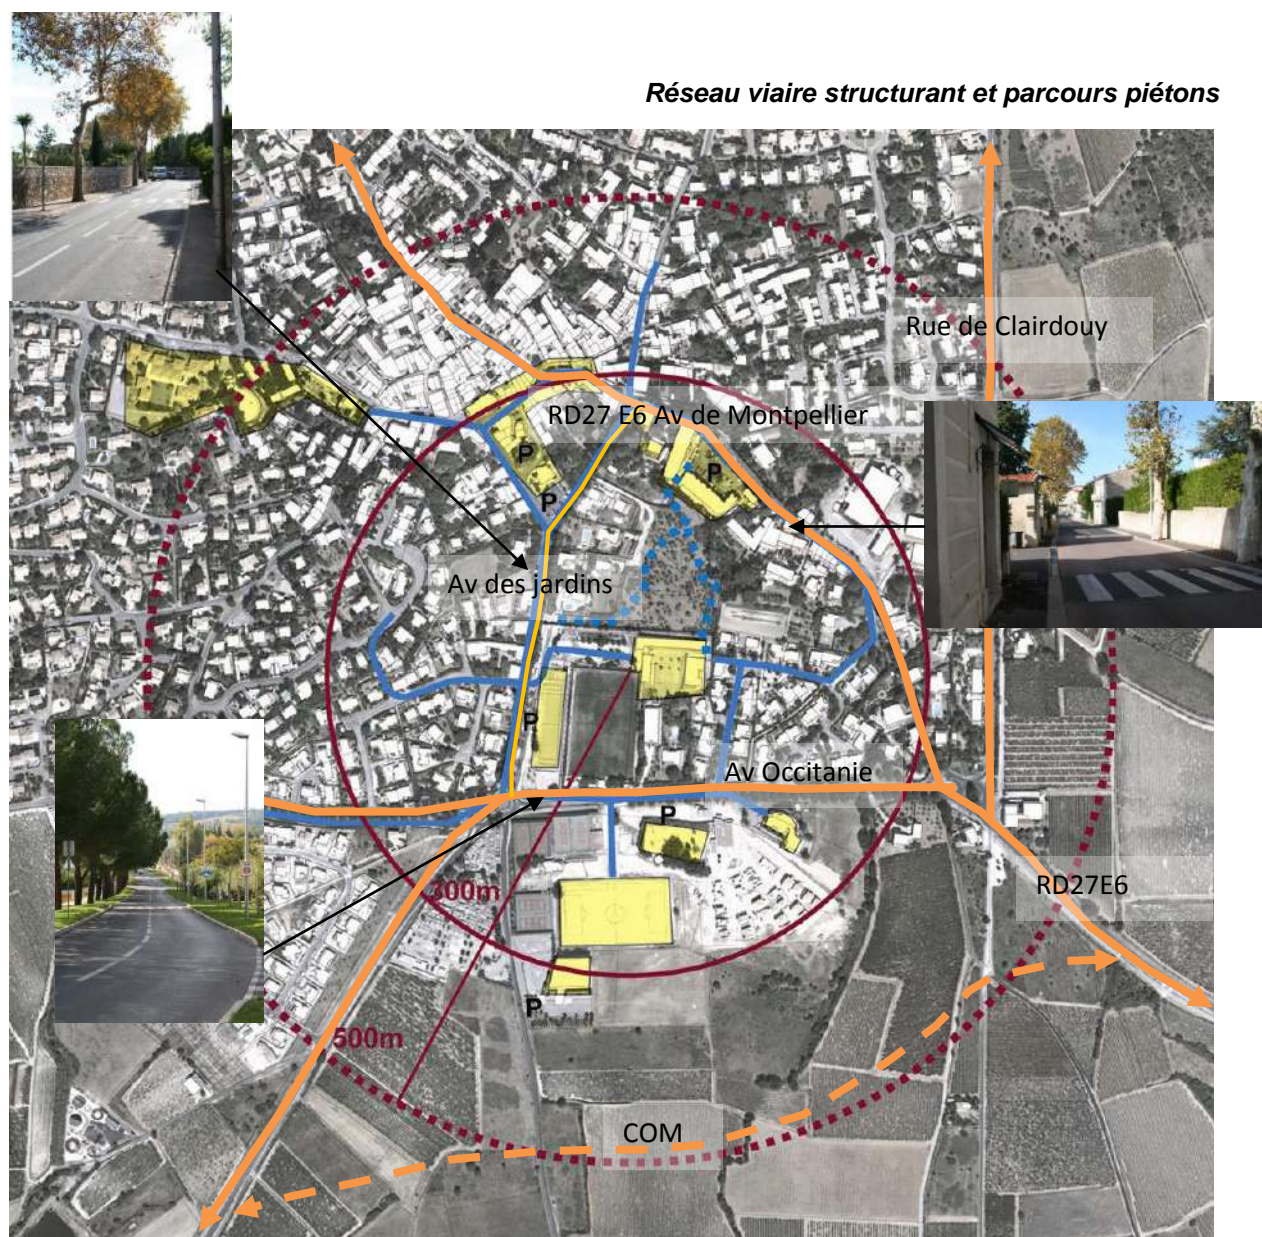 Réseau viaire structurant et parcours piétons
Rue de Clairdouy
RD27 E6 Av de Montpellier
P
P
P
Av des jardins
P
Av Occitanie
P
300m
RD27E6
P
500m
COM